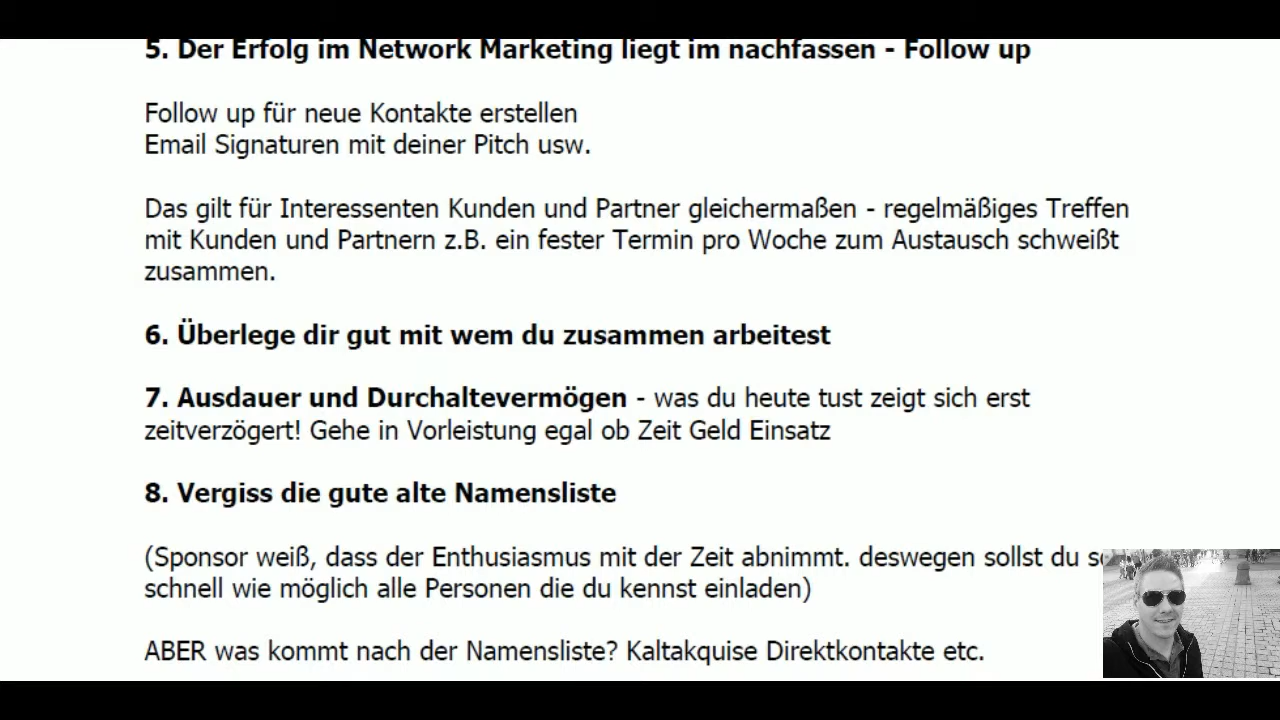 5. Der Erfolg im Network Marketing liegt im nachfassen - Follow up
Follow up für neue Kontakte erstellen
Email Signaturen mit deiner Pitch usw.
Das gilt für Interessenten Kunden und Partner gleichermaßen - regelmäßiges Treffen
mit Kunden und Partnern z.B. ein fester Termin pro Woche zum Austausch schweißt
zusammen.
6. Überlege dir gut mit wem du zusammen arbeitest
7. Ausdauer und Durchaltevermögen - was du heute tust zeigt sich erst
zeitverzögert! Gehe in Vorleistung egal ob Zeit Geld Einsatz
8. Vergiss die gute alte Namensliste
(Sponsor weiß, dass der Enthusiasmus mit der Zeit abnimmt. deswegen sollst du
schnell wie möglich alle Personen die du kennst einladen)
ABER was kommt nach der Namensliste? Kaltakquise Direktkontakte etc.